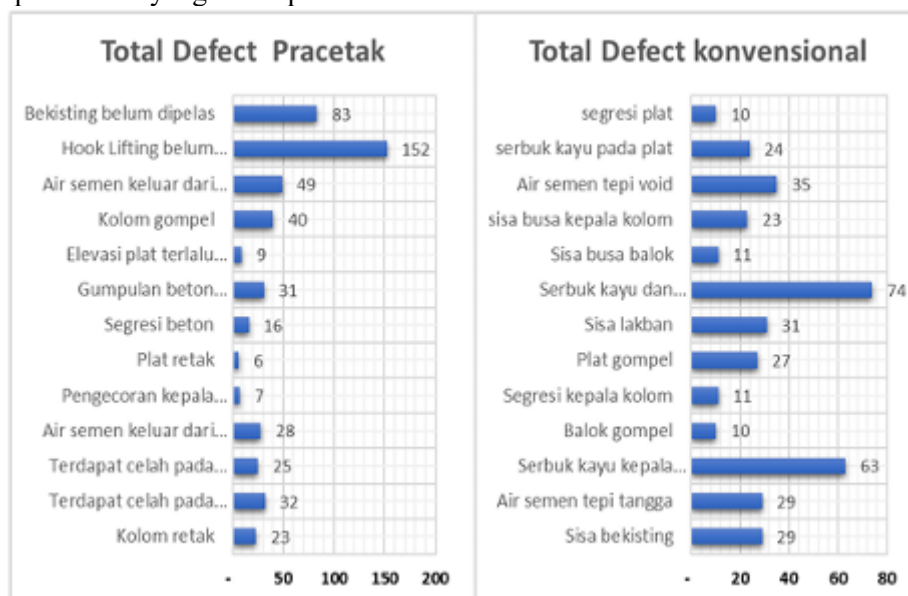 Total Defect Pracetak
Bekisting belum dipelas 83
Hook Lifting belum... 152
Air semen keluar dari... 49
Kolom gompel 40
Elevasi plat terlalu... 9
Gumpulan beton... 31
Segresi beton 16
Plat retak 6
Pengecoran kepala... 7
Air semen keluar dari... 28
Terdapat celah pada... 25
Terdapat celah pada... 32
Kolom retak 23
- 50 100 150 200
Total Defect konvensional
segresi plat 10
serbuk kayu pada plat 24
Air semen tepi void 35
sisa busa kepala kolom 23
Sisa busa balok 11
Serbuk kayu dan... 74
Sisa lakban 31
Plat gompel 27
Segresi kepala kolom 11
Balok gompel 10
Serbuk kayu kepala... 63
Air semen tepi tangga 29
Sisa bekisting 29
- 20 40 60 80